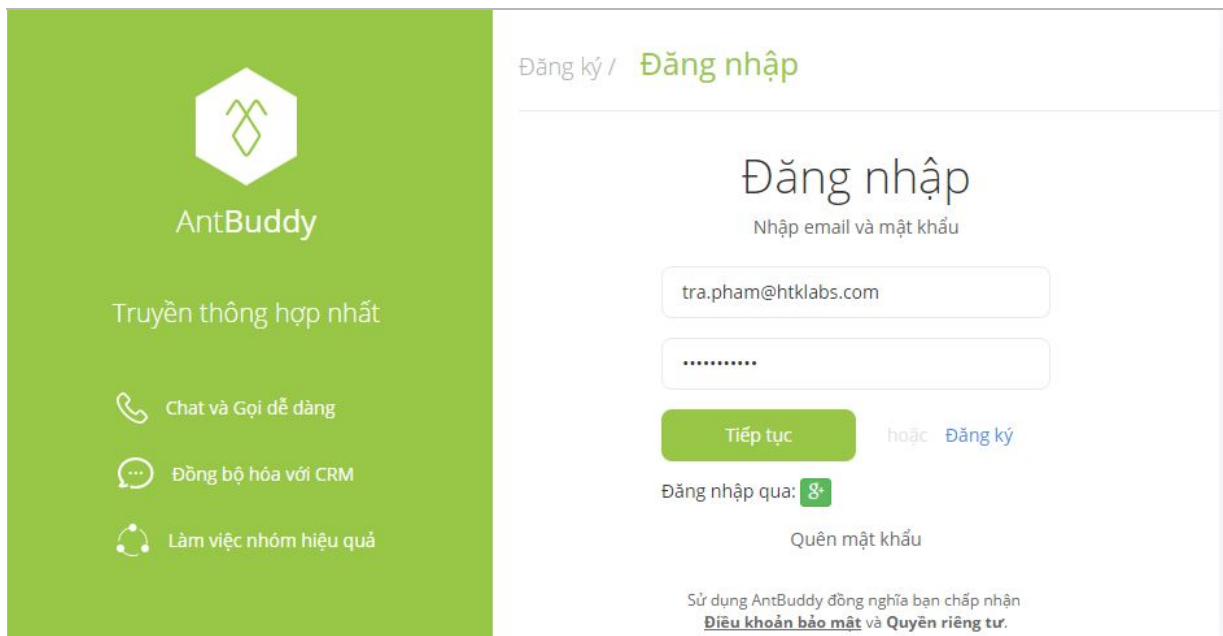 AntBuddy
Truyền thông hợp nhất
Chat và Gọi dễ dàng
Đồng bộ hóa với CRM
Làm việc nhóm hiệu quả
Đăng ký / Đăng nhập
Đăng nhập
Nhập email và mật khẩu
tra.pham@htklabs.com
•••••••••••
Tiếp tục hoặc Đăng ký
Đăng nhập qua: g+
Quên mật khẩu
Sử dụng AntBuddy đồng nghĩa bạn chấp nhận
Điều khoản bảo mật và Quyền riêng tư.